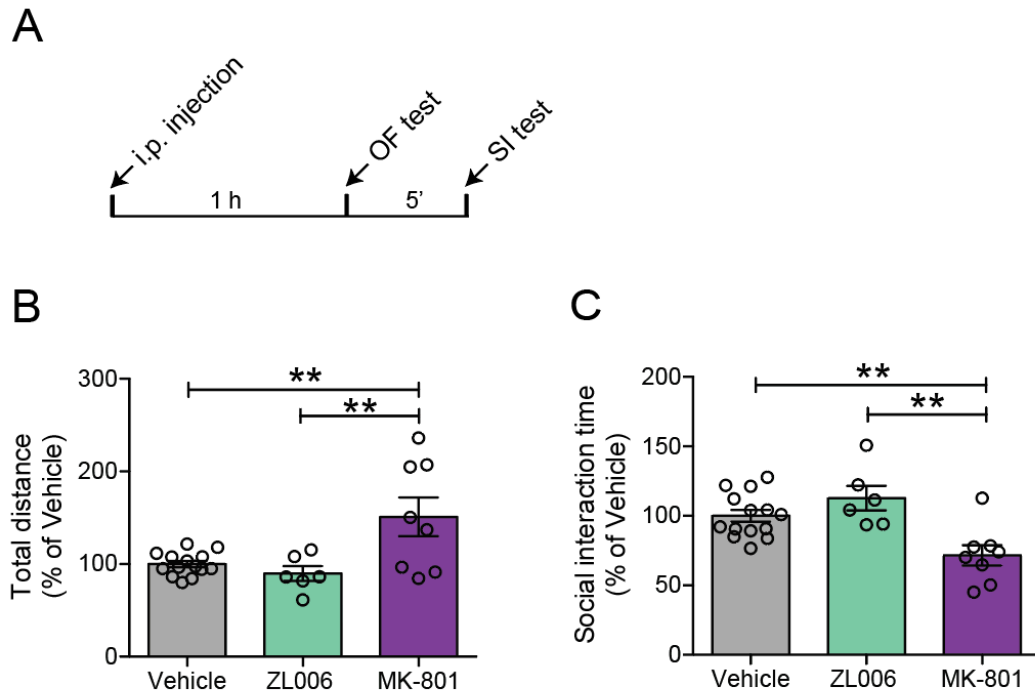 A
i.p. injection
OF test
SI test
1 h
5’
B
Total distance
(% of Vehicle)
300
200
100
0
**
**
Vehicle
ZL006
MK-801
C
Social interaction time
(% of Vehicle)
200
150
100
50
0
**
**
Vehicle
ZL006
MK-801